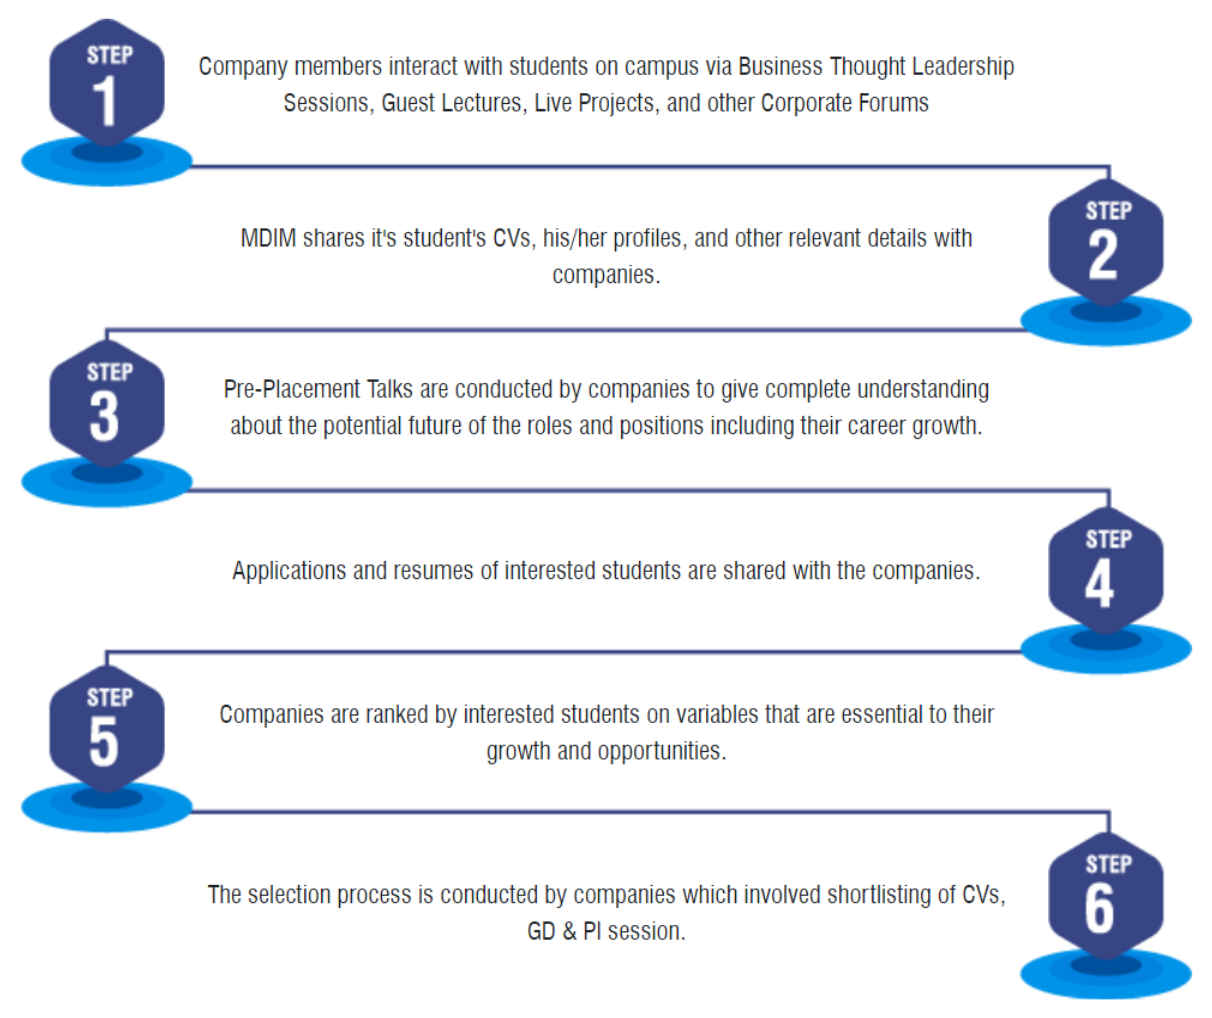 STEP
1
Company members interact with students on campus via Business Thought Leadership
Sessions, Guest Lectures, Live Projects, and other Corporate Forums
STEP
2
MDIM shares it's student's CVs, his/her profiles, and other relevant details with
companies.
STEP
3
Pre-Placement Talks are conducted by companies to give complete understanding
about the potential future of the roles and positions including their career growth.
STEP
4
Applications and resumes of interested students are shared with the companies.
STEP
5
Companies are ranked by interested students on variables that are essential to their
growth and opportunities.
STEP
6
The selection process is conducted by companies which involved shortlisting of CVs,
GD & PI session.